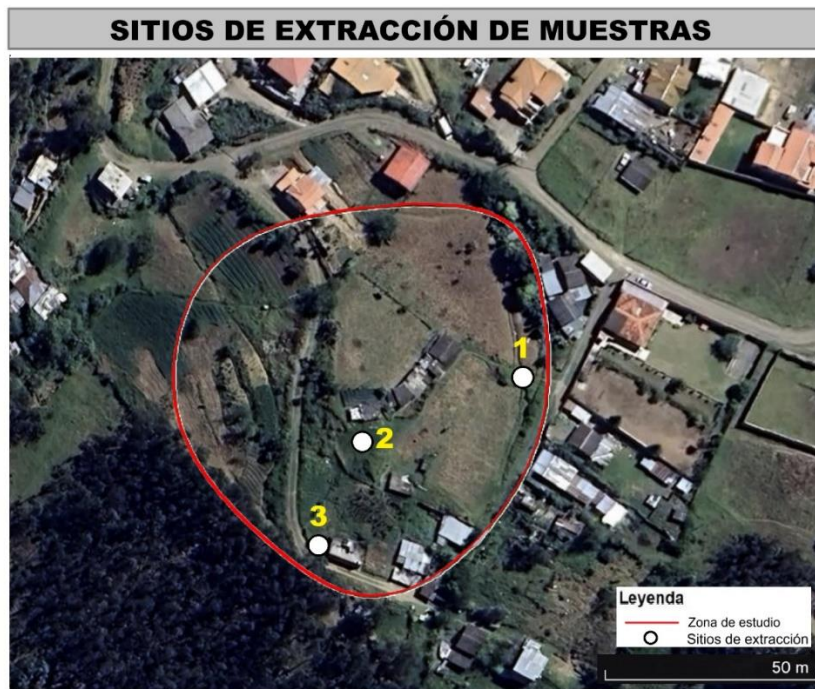 SITIOS DE EXTRACCIÓN DE MUESTRAS
1
2
3
Leyenda
Zona de estudio
Sitios de extracción
50 m